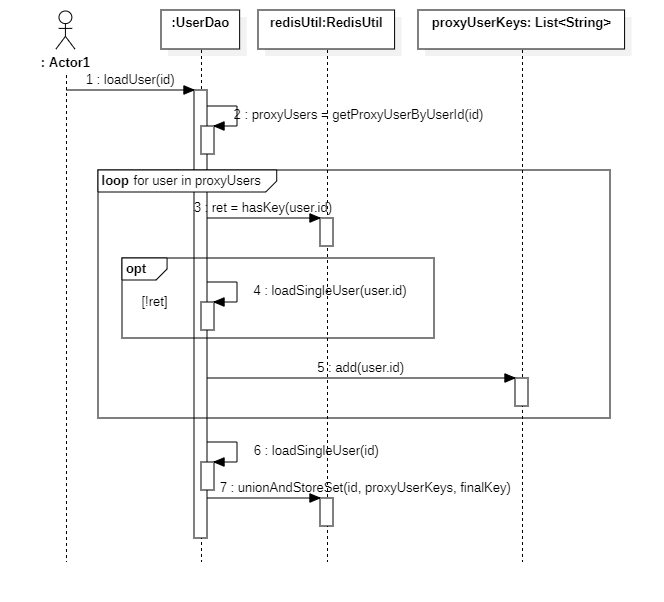 :UserDao
redisUtil:RedisUtil
proxyUserKeys: List<String>
: Actor1
1 : loadUser(id)
2 : proxyUsers = getProxyUserByUserId(id)
loop for user in proxyUsers
3 : ret = hasKey(user.id)
opt
4 : loadSingleUser(user.id)
[!ret]
5 : add(user.id)
6 : loadSingleUser(id)
7 : unionAndStoreSet(id, proxyUserKeys, finalKey)